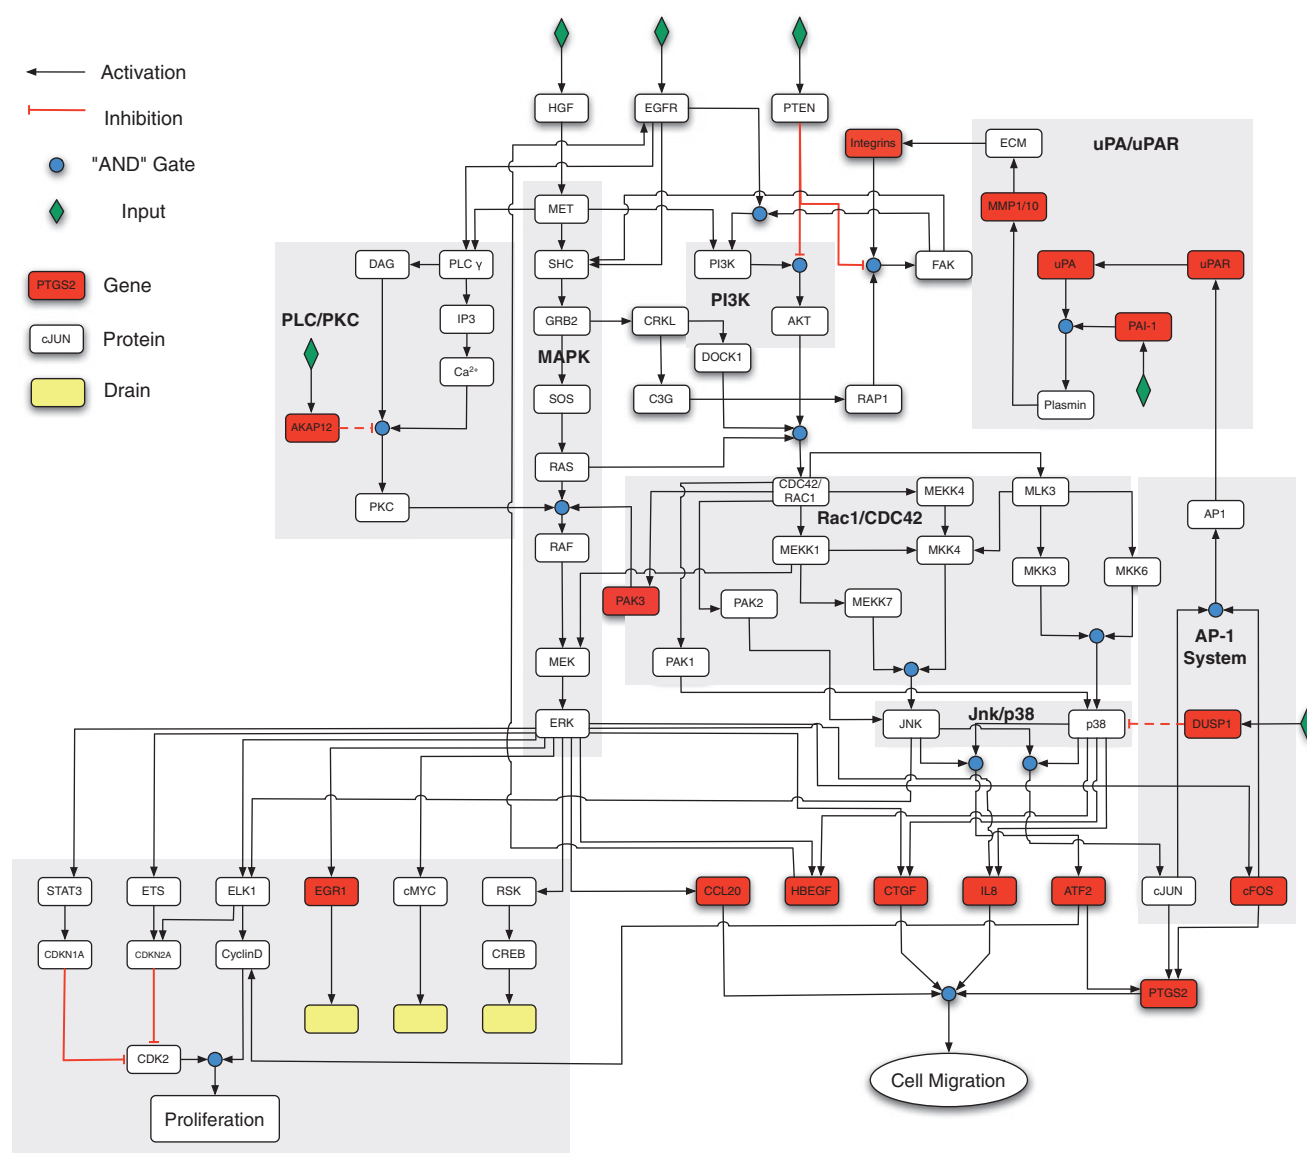 Activation
Inhibition
"AND" Gate
Input
PTGS2
Gene
cJUN
Protein
Drain
HGF
EGFR
PTEN
Integrins
ECM
uPA/uPAR
MET
MMP1/10
DAG
PLC γ
SHC
PI3K
FAK
uPA
uPAR
PI3K
PLC/PKC
IP3
GRB2
CRKL
AKT
PAI-1
MAPK
DOCK1
Ca²⁺
SOS
C3G
RAP1
Plasmin
AKAP12
RAS
CDC42/
RAC1
MEKK4
MLK3
PKC
Rac1/CDC42
AP1
RAF
MEKK1
MKK4
MKK3
MKK6
PAK3
PAK2
MEKK7
AP-1
System
MEK
PAK1
ERK
JNK
Jnk/p38
p38
DUSP1
STAT3
ETS
ELK1
EGR1
cMYC
RSK
CCL20
HBEGF
CTGF
IL8
ATF2
cJUN
cFOS
CDKN1A
CDKN2A
CyclinD
CREB
PTGS2
CDK2
Cell Migration
Proliferation